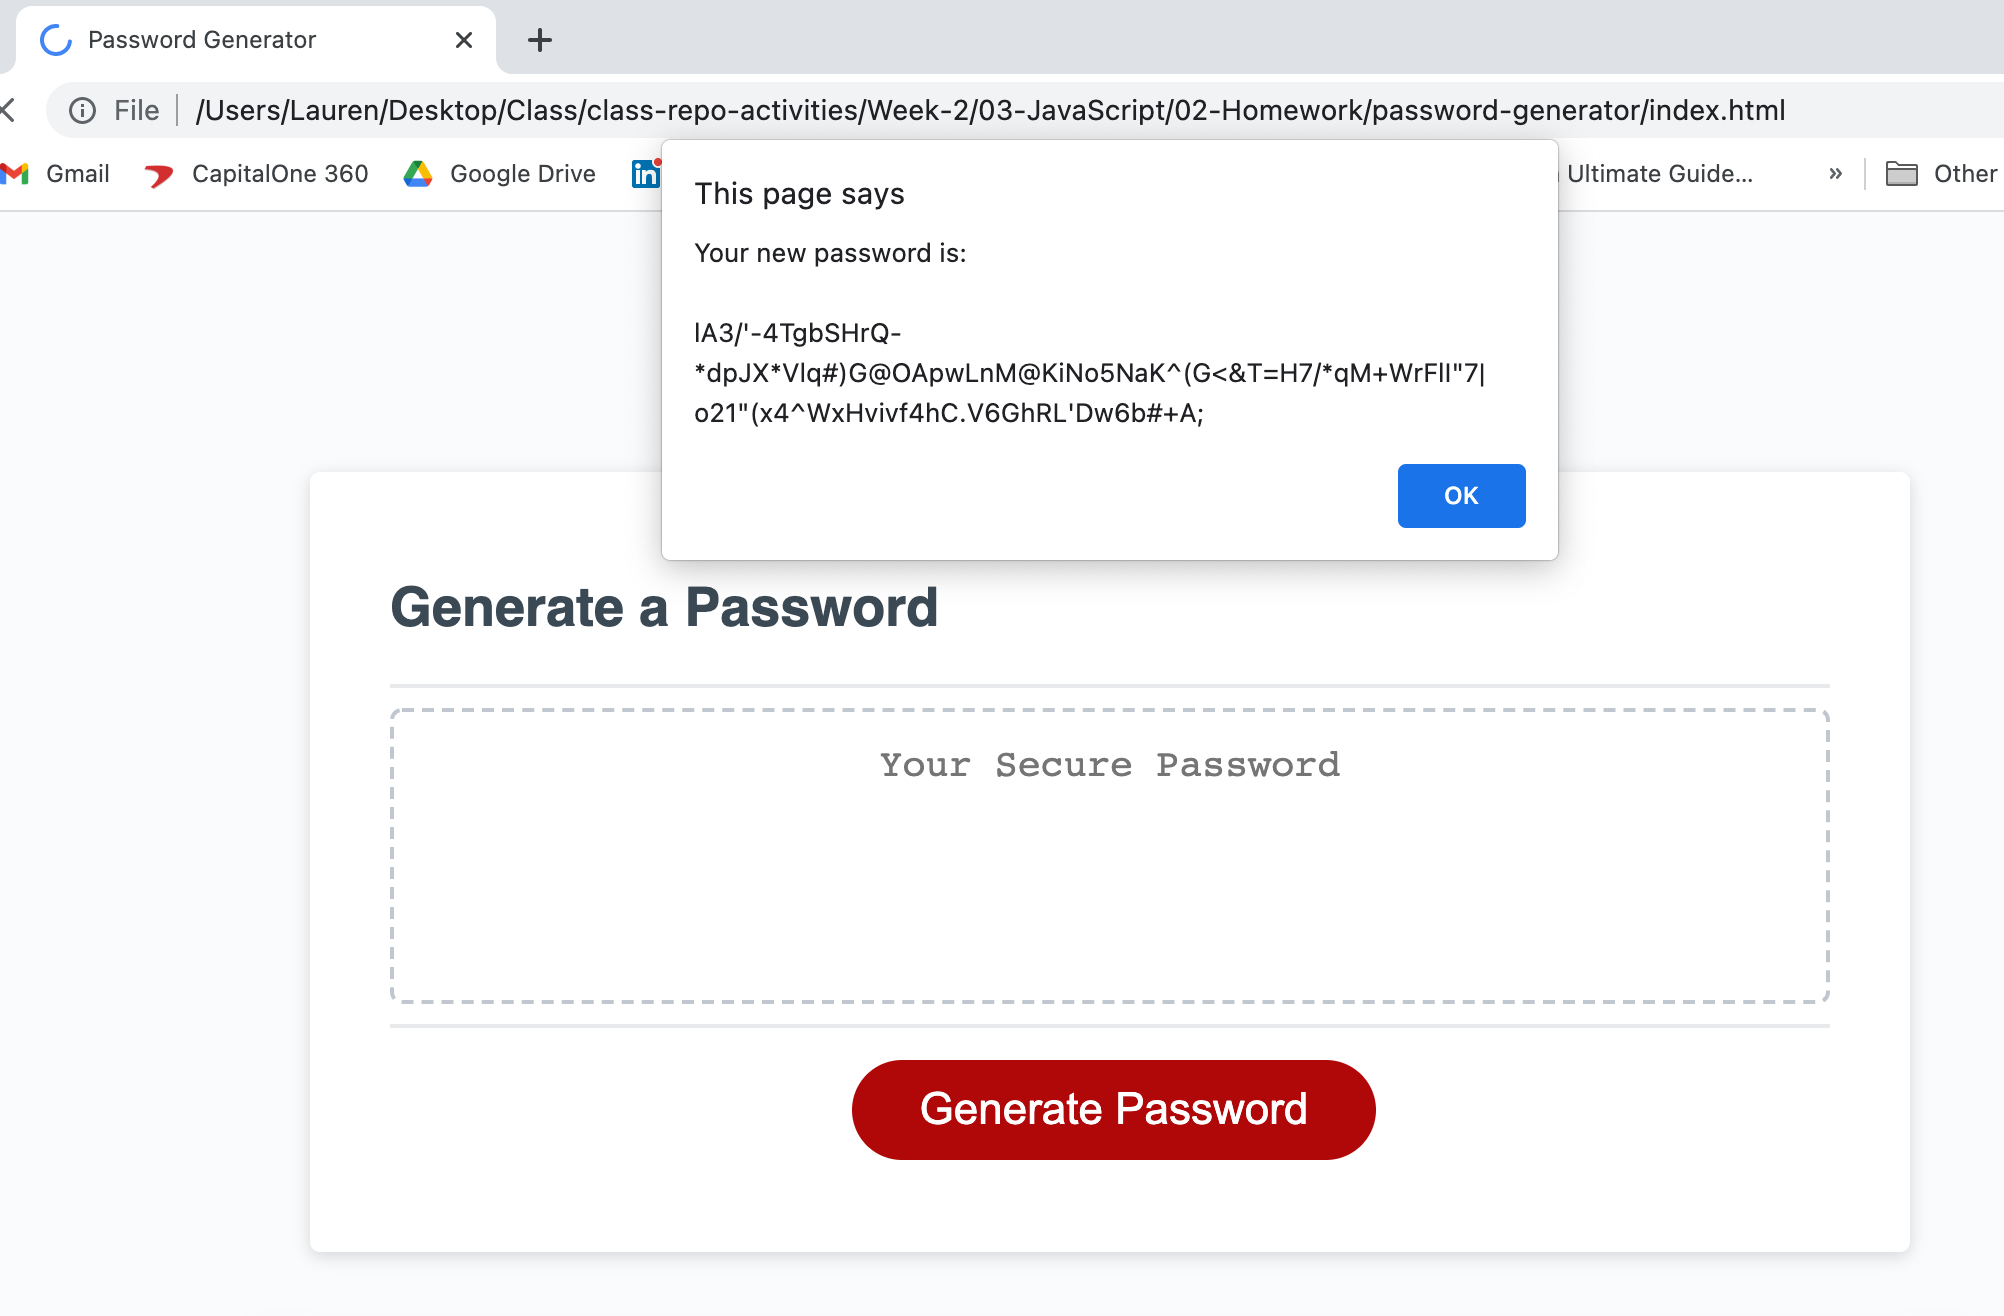 Password Generator
File /Users/Lauren/Desktop/Class/class-repo-activities/Week-2/03-JavaScript/02-Homework/password-generator/index.html
Gmail CapitalOne 360 Google Drive in Ultimate Guide... » Other
This page says
Your new password is:
lA3/'-4TgbSHrQ-
*dpJX*Vlq#)G@OApwLnM@KiNo5NaK^(G<&T=H7/*qM+WrFlI"7|
o21"(x4^WxHvivf4hC.V6GhRL'Dw6b#+A;
OK
Generate a Password
Your Secure Password
Generate Password